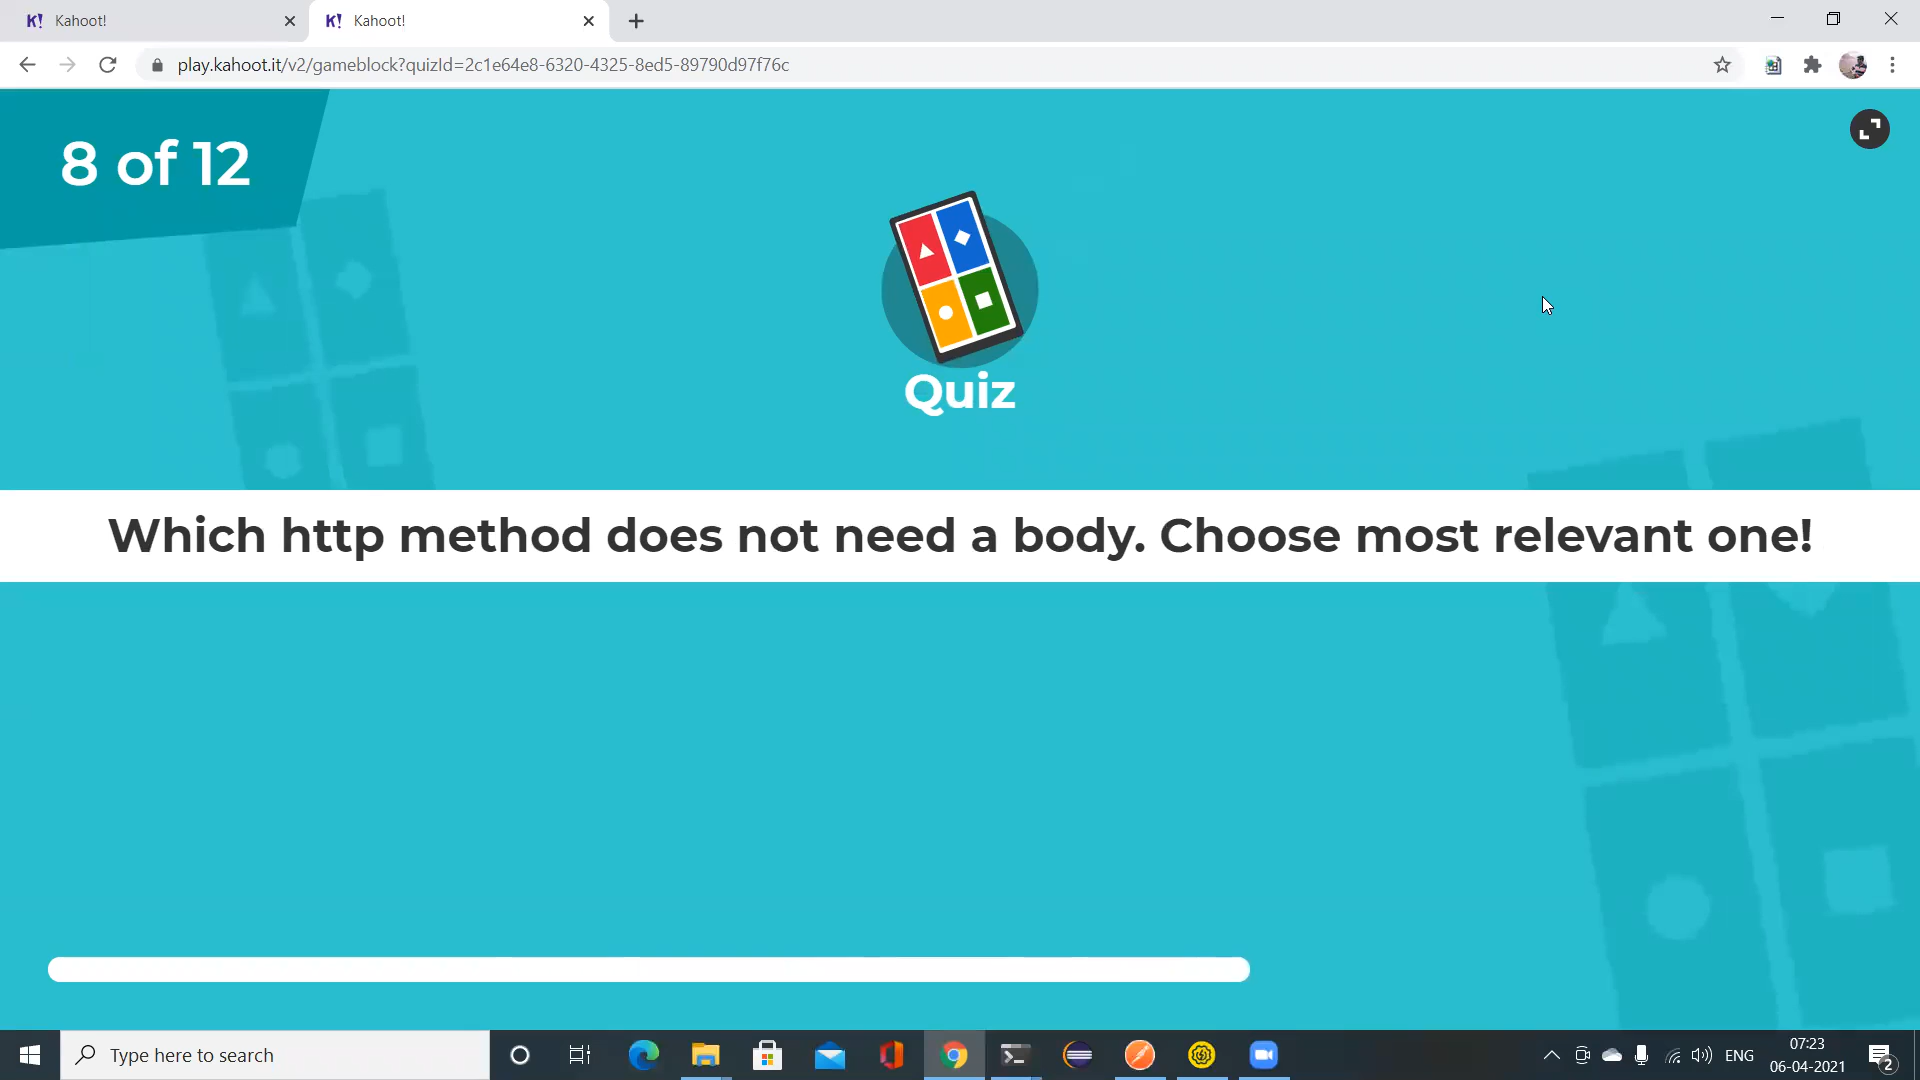 K! Kahoot!
K! Kahoot!
play.kahoot.it/v2/gameblock?quizId=2c1e64e8-6320-4325-8ed5-89790d97f76c
8 of 12
Quiz
Which http method does not need a body. Choose most relevant one!
Type here to search
ENG
07:23
06-04-2021
2